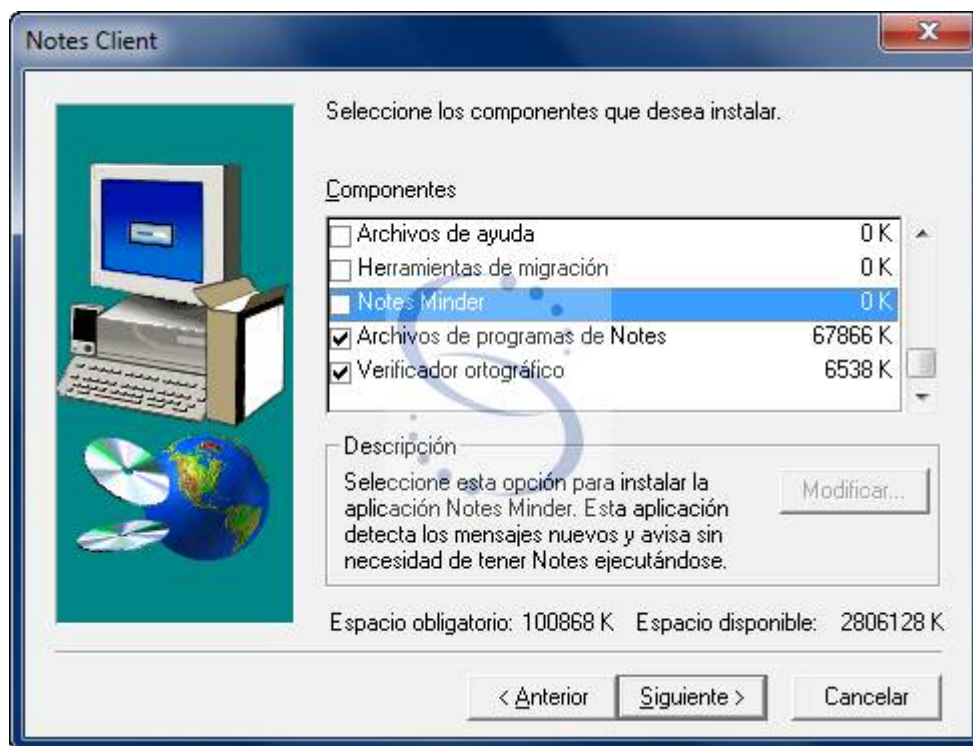 Notes Client
Seleccione los componentes que desea instalar.
Componentes
Archivos de ayuda 0 K
Herramientas de migración 0 K
Notes Minder 0 K
Archivos de programas de Notes 67866 K
Verificador ortográfico 6538 K
Descripción
Seleccione esta opción para instalar la
aplicación Notes Minder. Esta aplicación
detecta los mensajes nuevos y avisa sin
necesidad de tener Notes ejecutándose.
Modificar...
Espacio obligatorio: 100868 K Espacio disponible: 2806128 K
< Anterior Siguiente > Cancelar